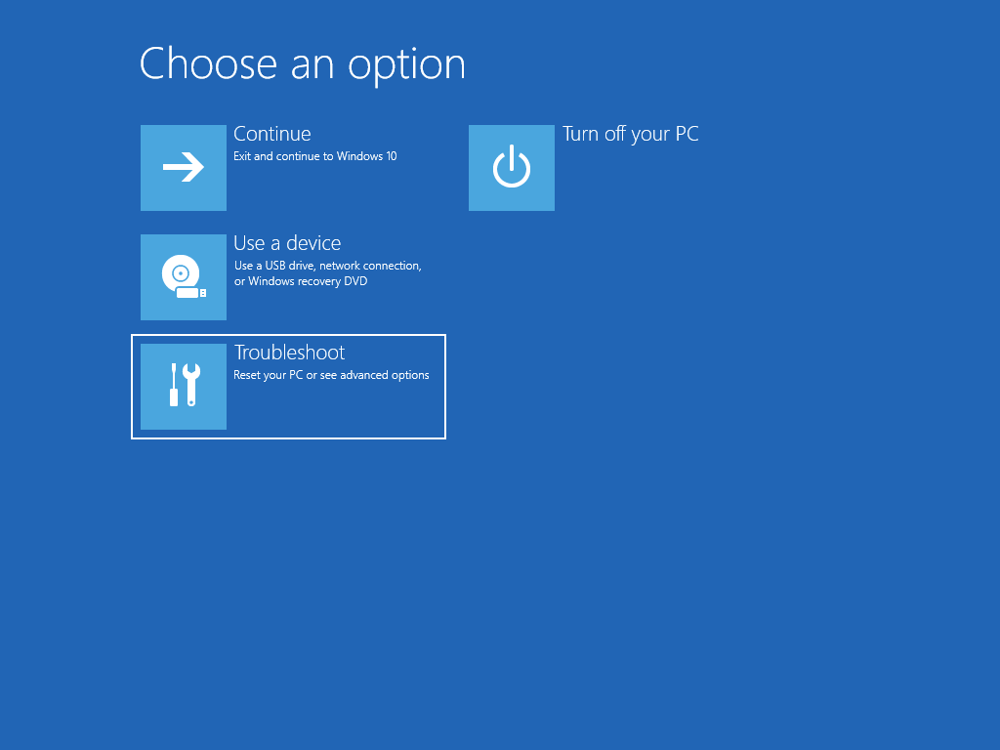 Choose an option
Continue
Exit and continue to Windows 10
Use a device
Use a USB drive, network connection,
or Windows recovery DVD
Troubleshoot
Reset your PC or see advanced options
Turn off your PC